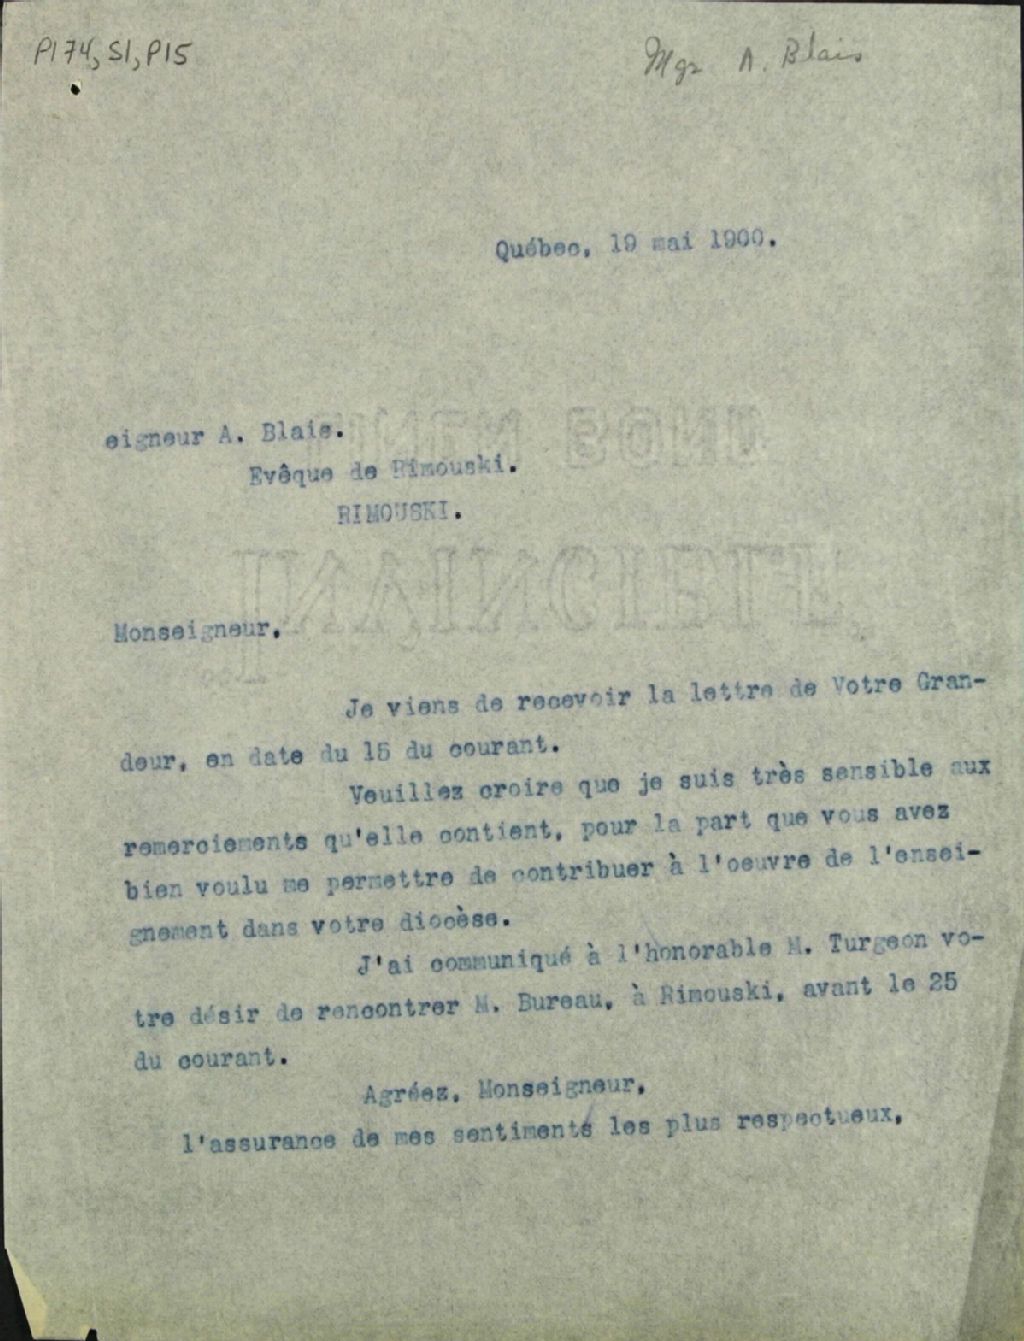 P174, S1, P15
Mgr A. Blais
Québec, 19 mai 1900.
eigneur A. Blais.
Evêque de Rimouski.
RIMOUSKI.
Monseigneur,
Je viens de recevoir la lettre de Votre Gran-
deur, en date du 15 du courant.
Veuillez croire que je suis très sensible aux
remerciements qu'elle contient, pour la part que vous avez
bien voulu me permettre de contribuer à l'oeuvre de l'ensei-
gnement dans votre diocèse.
J'ai communiqué à l'honorable M. Turgeon vo-
tre désir de rencontrer M. Bureau, à Rimouski, avant le 25
du courant.
Agréez, Monseigneur,
l'assurance de mes sentiments les plus respectueux,